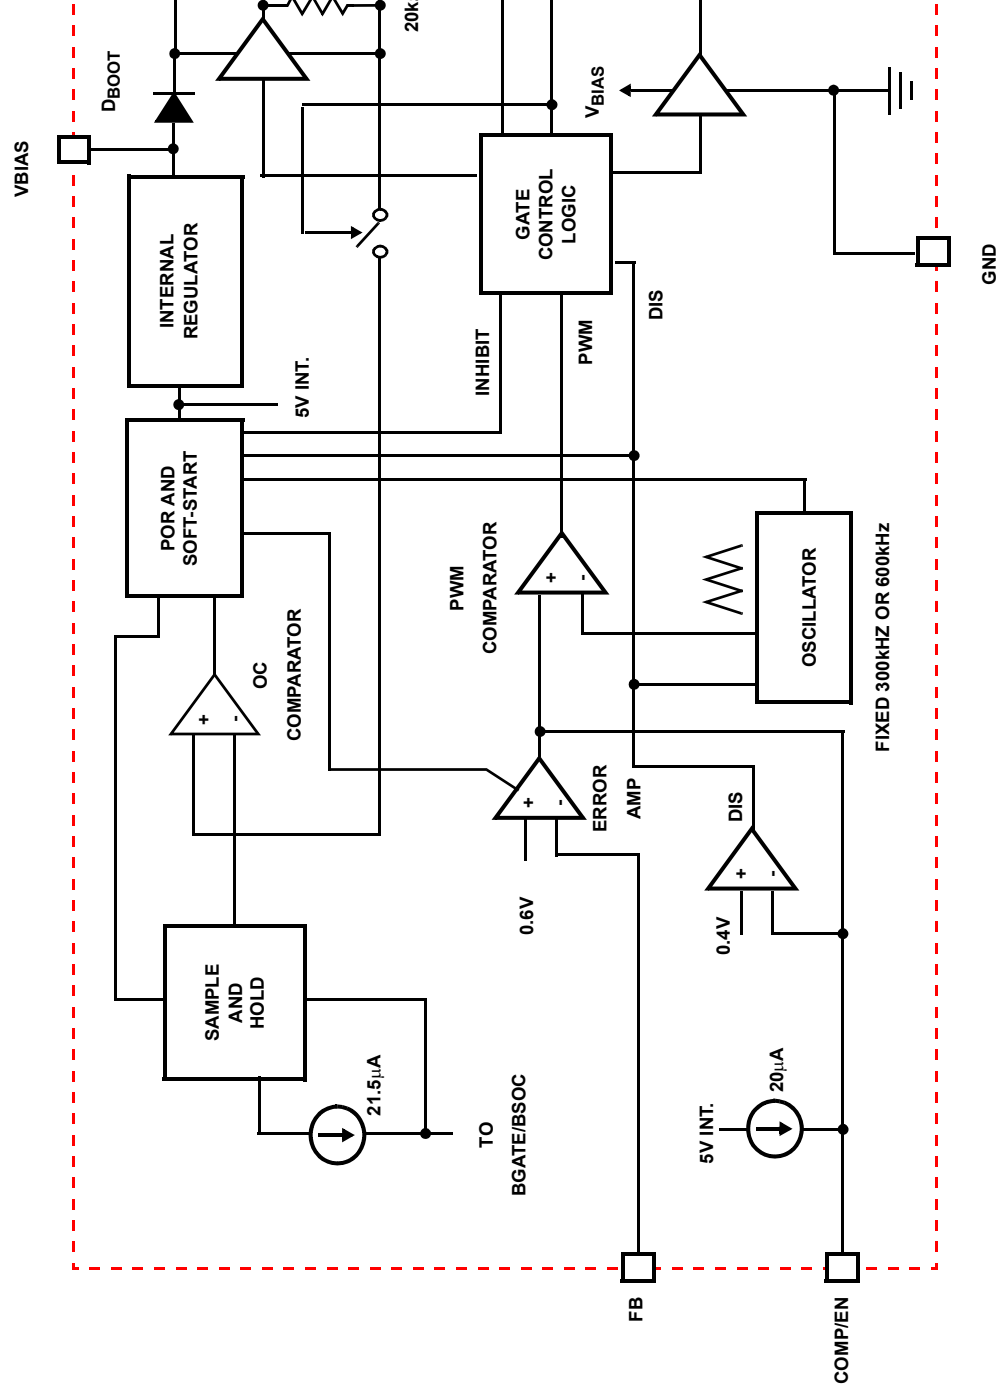 20k
D BOOT
VBIAS
V BIAS
GATE
CONTROL
LOGIC
INTERNAL
REGULATOR
GND
DIS
PWM
INHIBIT
5V INT.
POR AND
SOFT-START
PWM
COMPARATOR
+ -
OSCILLATOR
FIXED 300kHZ OR 600kHz
OC
COMPARATOR
+ -
ERROR
AMP
+ -
DIS
+ -
0.6V
0.4V
SAMPLE
AND
HOLD
21.5µA
20µA
TO
BGATE/BSOC
5V INT.
FB
COMP/EN